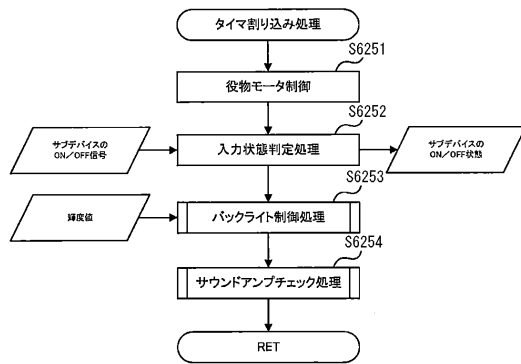 タイマ割り込み処理
S6251
役物モータ制御
S6252
サブデバイスの
ON/OFF信号
入力状態判定処理
サブデバイスの
ON/OFF状態
S6253
輝度値
バックライト制御処理
S6254
サウンドアンプチェック処理
RET